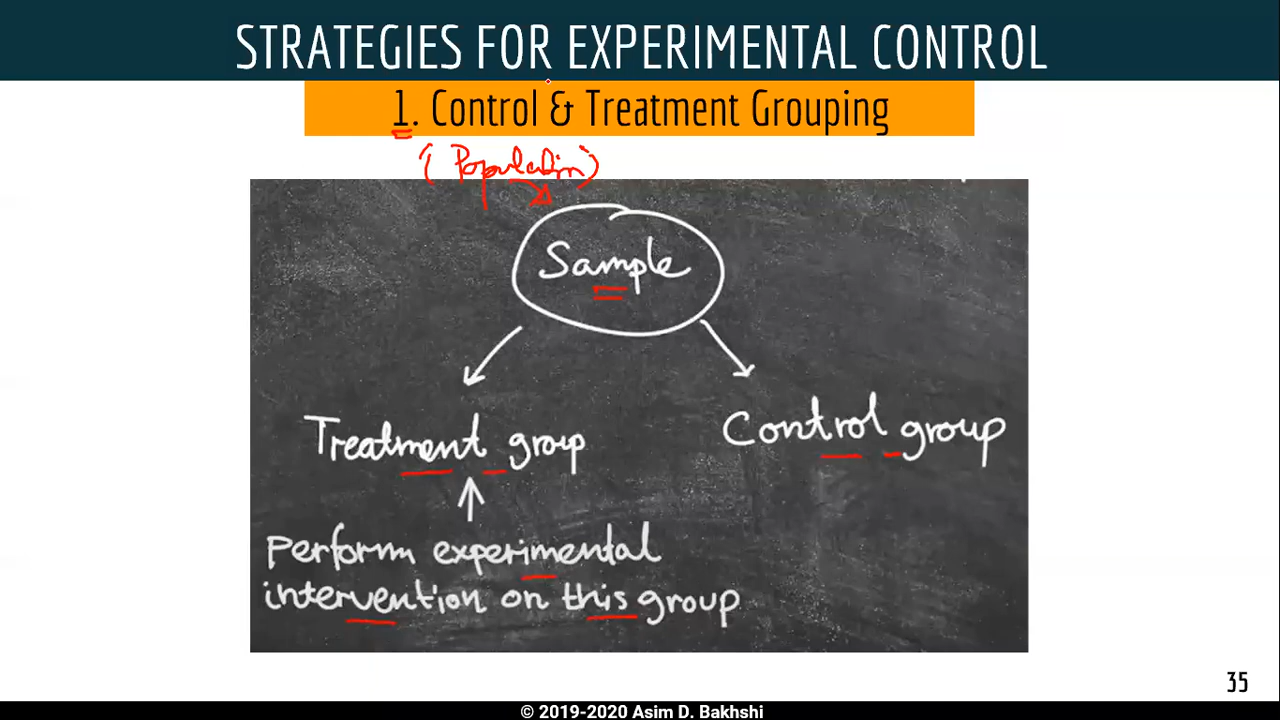 STRATEGIES FOR EXPERIMENTAL CONTROL
1. Control & Treatment Grouping
(Population)
Sample
Treatment group
Control group
Perform experimental
intervention on this group
35
© 2019-2020 Asim D. Bakhshi